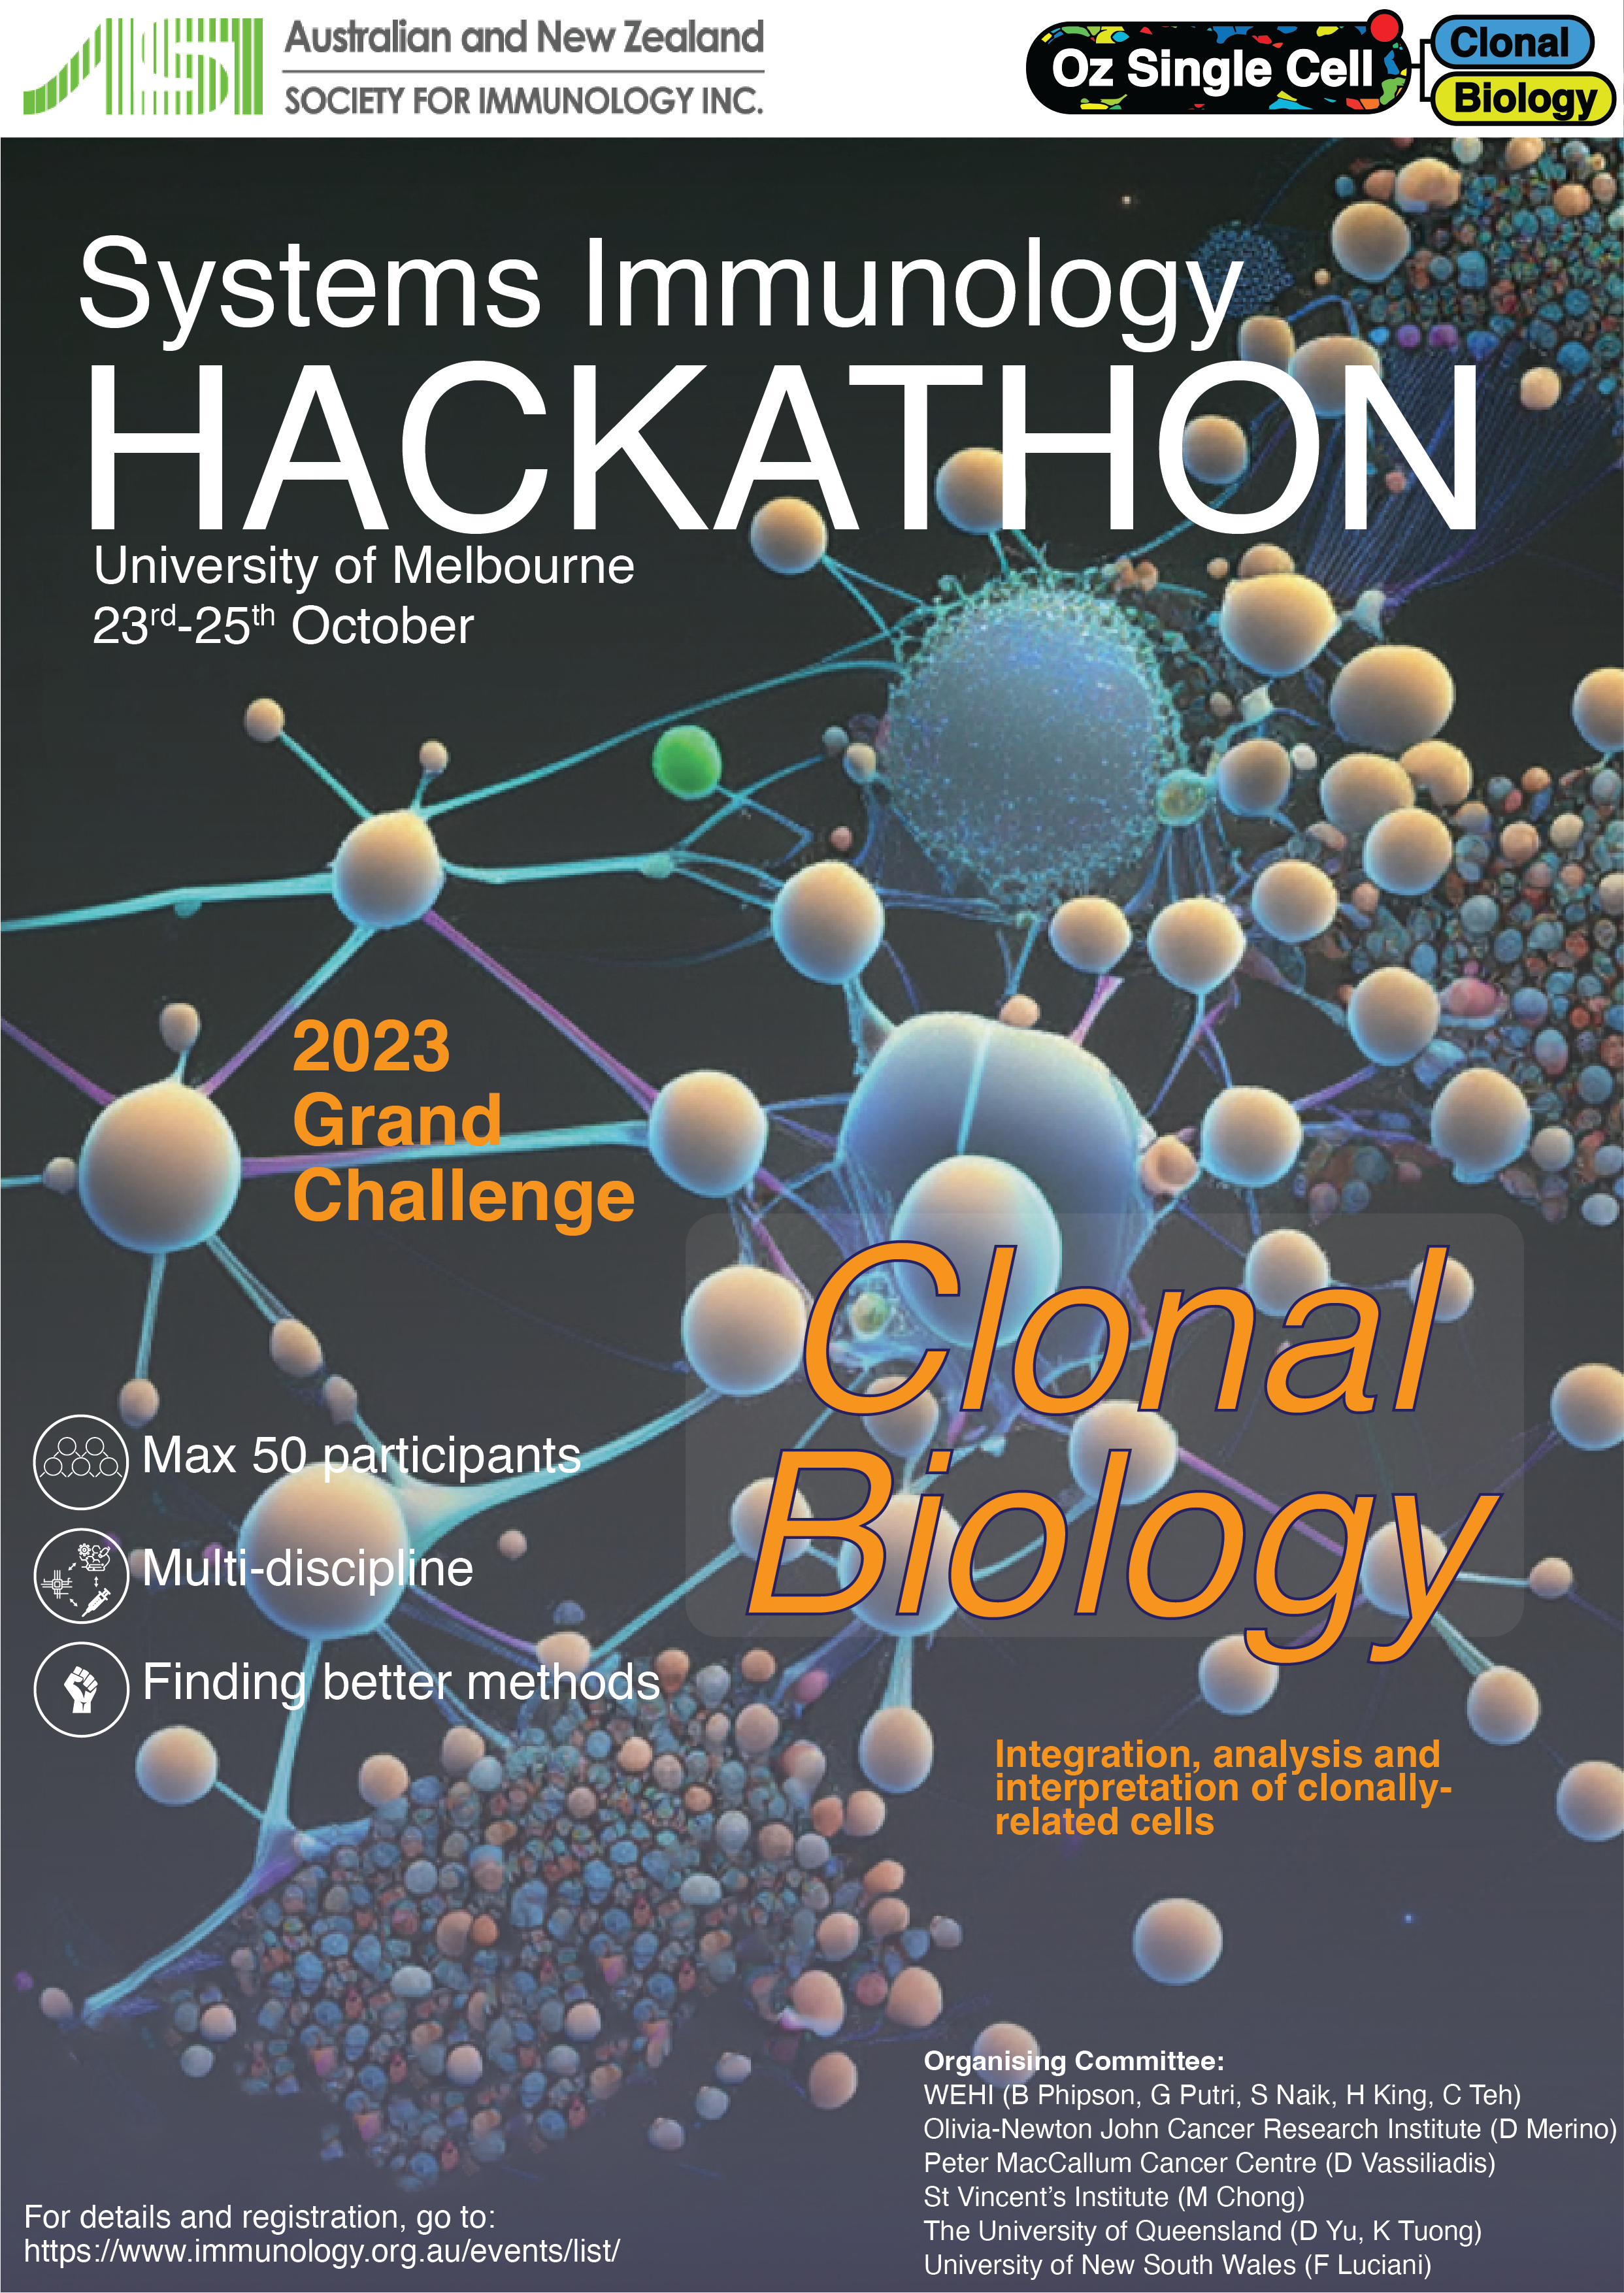 Australian and New Zealand
SOCIETY FOR IMMUNOLOGY INC.
Oz Single Cell
Clonal
Biology
Systems Immunology
HACKATHON
University of Melbourne
23rd-25th October
2023
Grand
Challenge
Clonal
Biology
Max 50 participants
Multi-discipline
Finding better methods
Integration, analysis and
interpretation of clonally-
related cells
Organising Committee:
WEHI (B Phipson, G Putri, S Naik, H King, C Teh)
Olivia-Newton John Cancer Research Institute (D Merino)
Peter MacCallum Cancer Centre (D Vassiliadis)
St Vincent’s Institute (M Chong)
The University of Queensland (D Yu, K Tuong)
University of New South Wales (F Luciani)
For details and registration, go to:
https://www.immunology.org.au/events/list/